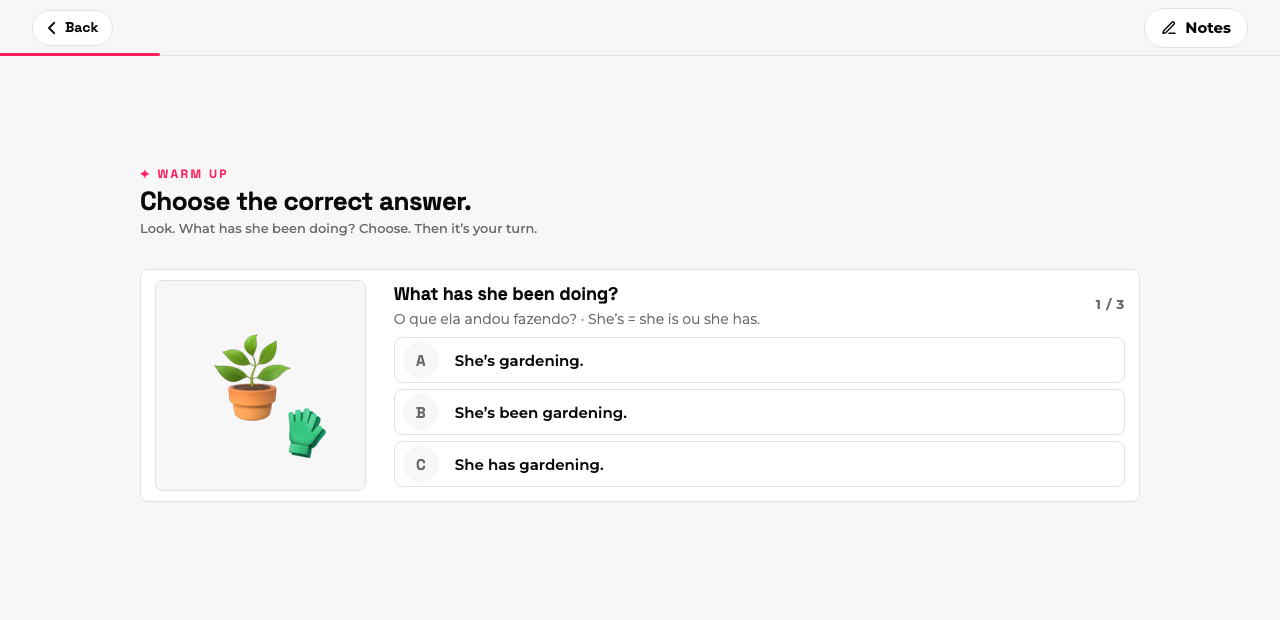 Back
Notes
✦ WARM UP
Choose the correct answer.
Look. What has she been doing? Choose. Then it’s your turn.
What has she been doing?
1 / 3
O que ela andou fazendo? · She’s = she is ou she has.
A She’s gardening.
B She’s been gardening.
C She has gardening.